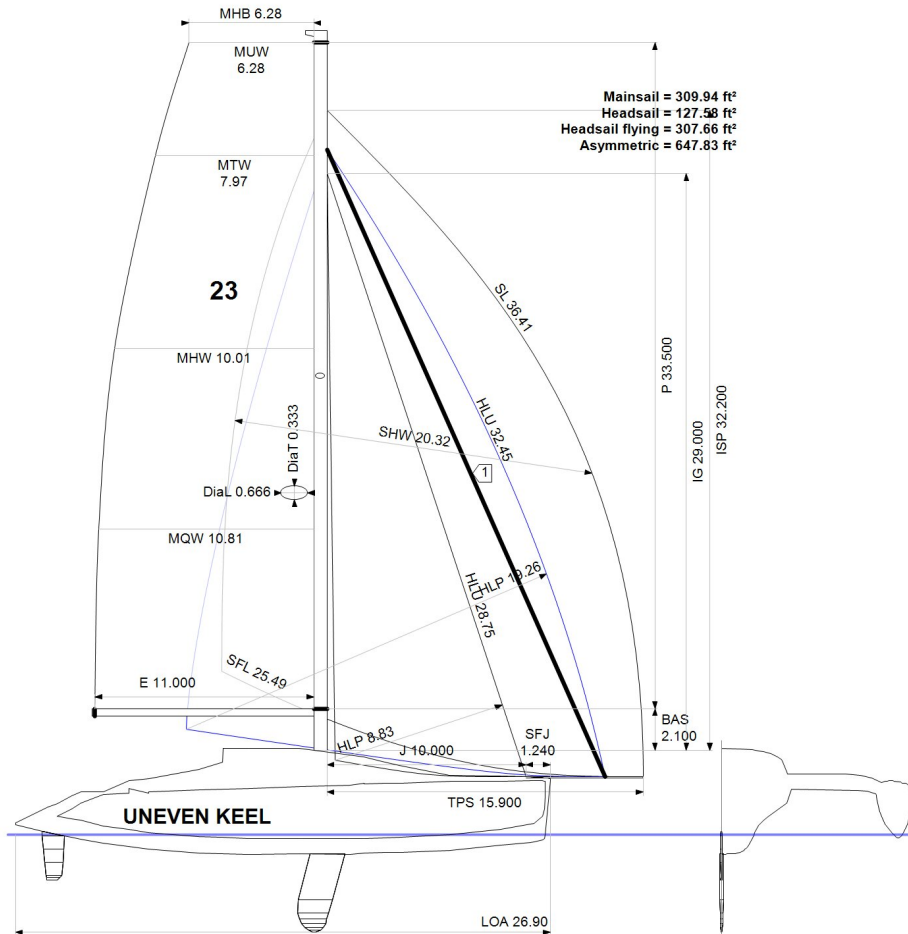 MHB 6.28
MUW
6.28
Mainsail = 309.94 ft²
Headsail = 127.58 ft²
Headsail flying = 307.66 ft²
Asymmetric = 647.83 ft²
MTW
7.97
23
SL 36.41
MHW 10.01
P 33.500
ISP 32.200
IG 29.000
HLU 32.45
SHW 20.32
DiaT 0.333
1
DiaL 0.666
MQW 10.81
HLP 19.26
HLU 28.75
SFL 25.49
E 11.000
BAS
2.100
SFJ
1.240
HLP 8.83
J 10.000
TPS 15.900
UNEVEN KEEL
LOA 26.90